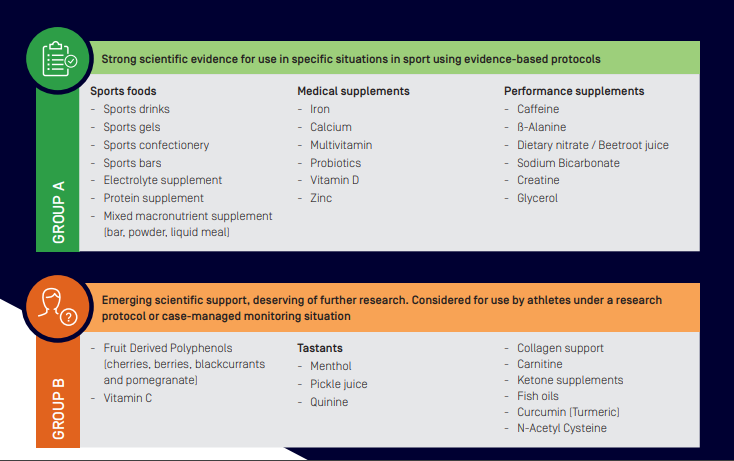 Strong scientific evidence for use in specific situations in sport using evidence-based protocols
GROUP A
Sports foods
- Sports drinks
- Sports gels
- Sports confectionery
- Sports bars
- Electrolyte supplement
- Protein supplement
- Mixed macronutrient supplement
(bar, powder, liquid meal)
Medical supplements
- Iron
- Calcium
- Multivitamin
- Probiotics
- Vitamin D
- Zinc
Performance supplements
- Caffeine
- ß-Alanine
- Dietary nitrate / Beetroot juice
- Sodium Bicarbonate
- Creatine
- Glycerol
Emerging scientific support, deserving of further research. Considered for use by athletes under a research
protocol or case-managed monitoring situation
GROUP B
- Fruit Derived Polyphenols
(cherries, berries, blackcurrants
and pomegranate)
- Vitamin C
Tastants
- Menthol
- Pickle juice
- Quinine
- Collagen support
- Carnitine
- Ketone supplements
- Fish oils
- Curcumin (Turmeric)
- N-Acetyl Cysteine